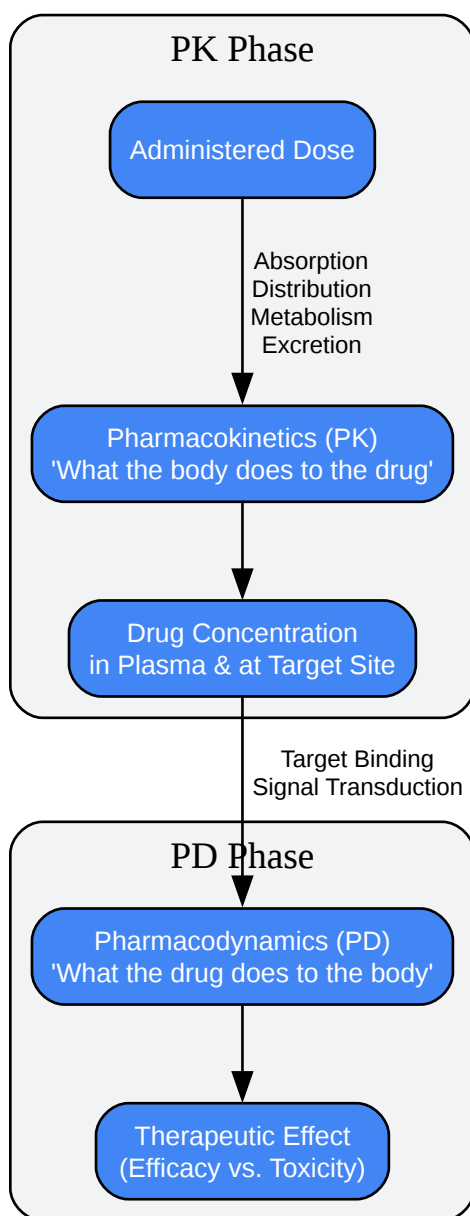 PK Phase
Administered Dose
Absorption
Distribution
Metabolism
Excretion
Pharmacokinetics (PK)
'What the body does to the drug'
Drug Concentration
in Plasma & at Target Site
Target Binding
Signal Transduction
PD Phase
Pharmacodynamics (PD)
'What the drug does to the body'
Therapeutic Effect
(Efficacy vs. Toxicity)